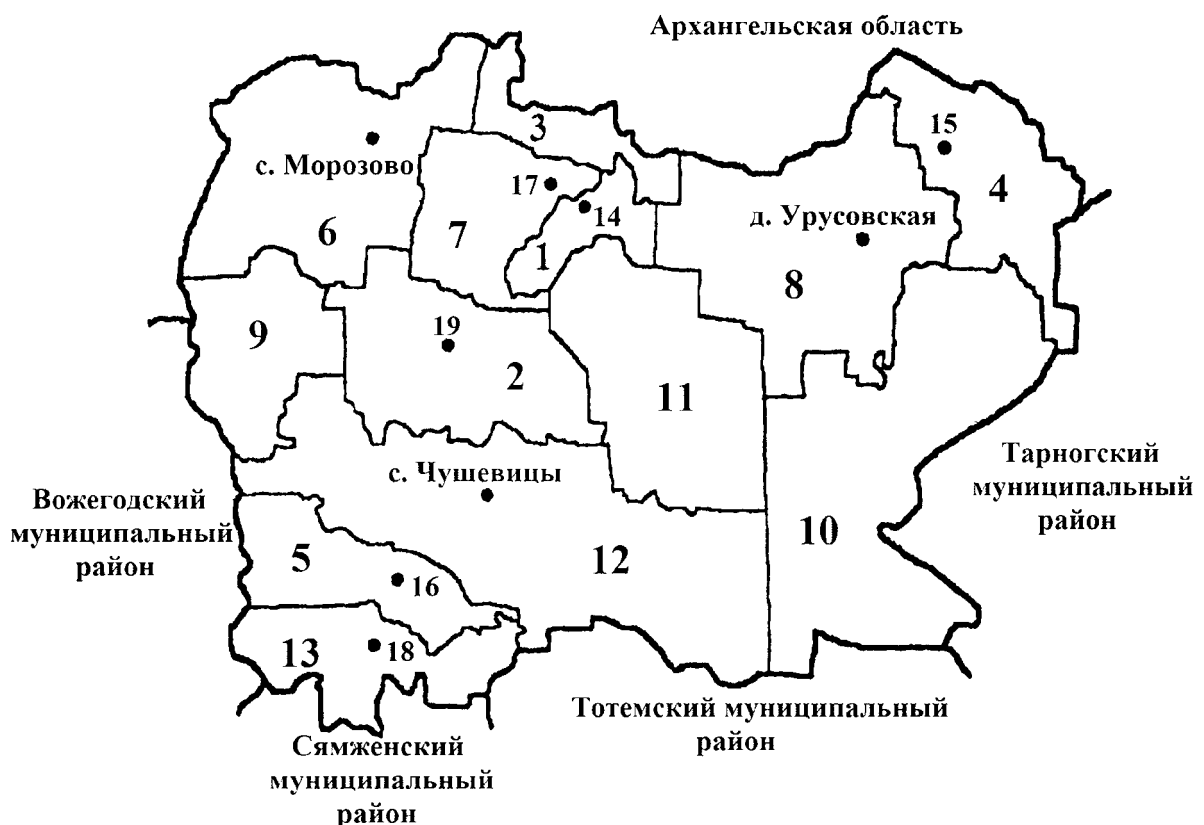 Архангельская область
3
15
с. Морозово
17
4
14
д. Урусовская
6
7
1
8
9
19
2
11
Тарногский
муниципальный
район
с. Чушевицы
Вожегодский
муниципальный
район
10
5
12
16
13
18
Тотемский муниципальный
район
Сямженский
муниципальный
район